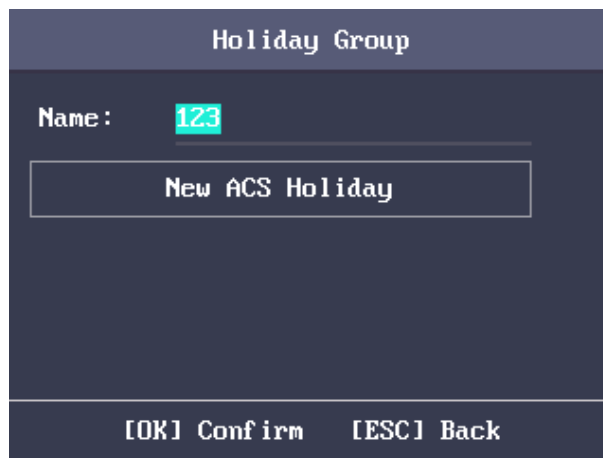 Holiday Group
Name: 123
New ACS Holiday
[OK] Confirm [ESC] Back